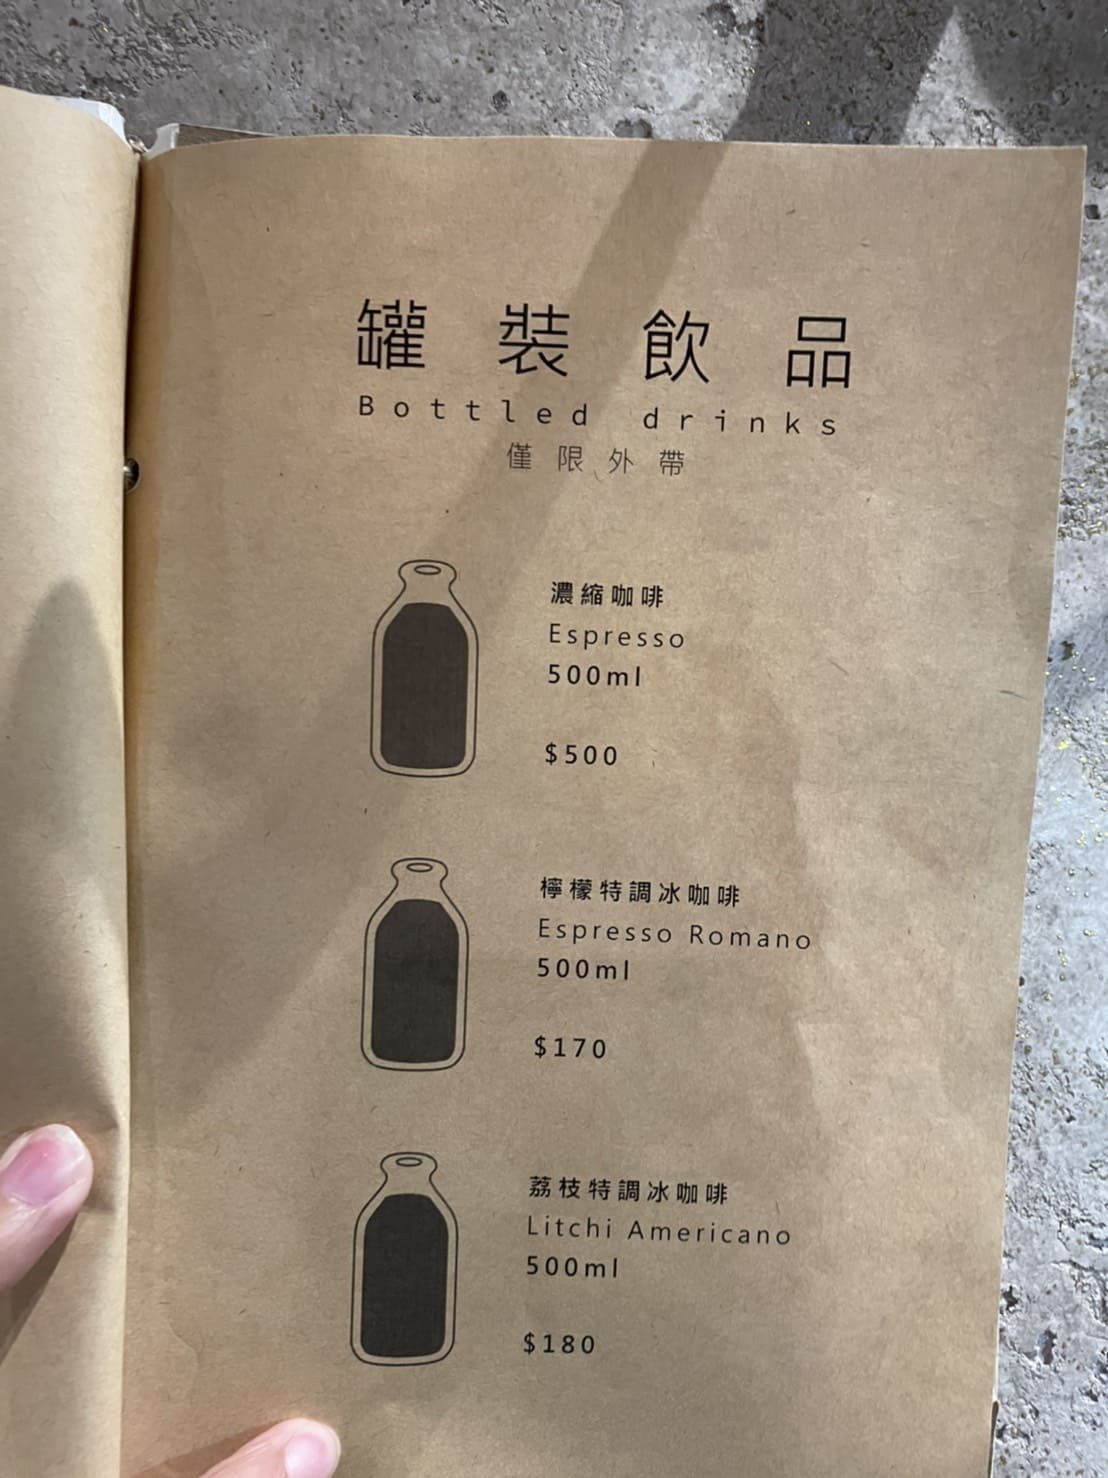 罐裝飲品
Bottled drinks
僅限外帶
濃縮咖啡
Espresso
500ml
$500
檸檬特調冰咖啡
Espresso Romano
500ml
$170
荔枝特調冰咖啡
Litchi Americano
500ml
$180